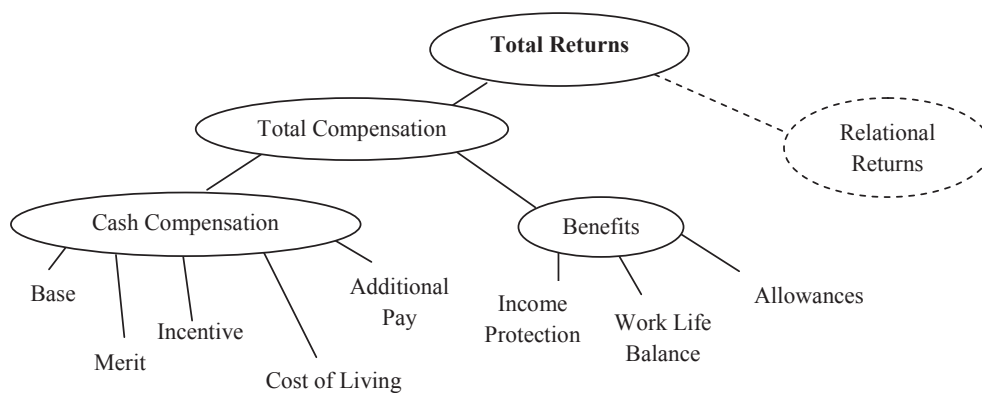 Total Returns
Total Compensation
Relational
Returns
Cash Compensation
Benefits
Base
Merit
Incentive
Cost of Living
Additional
Pay
Income
Protection
Work Life
Balance
Allowances